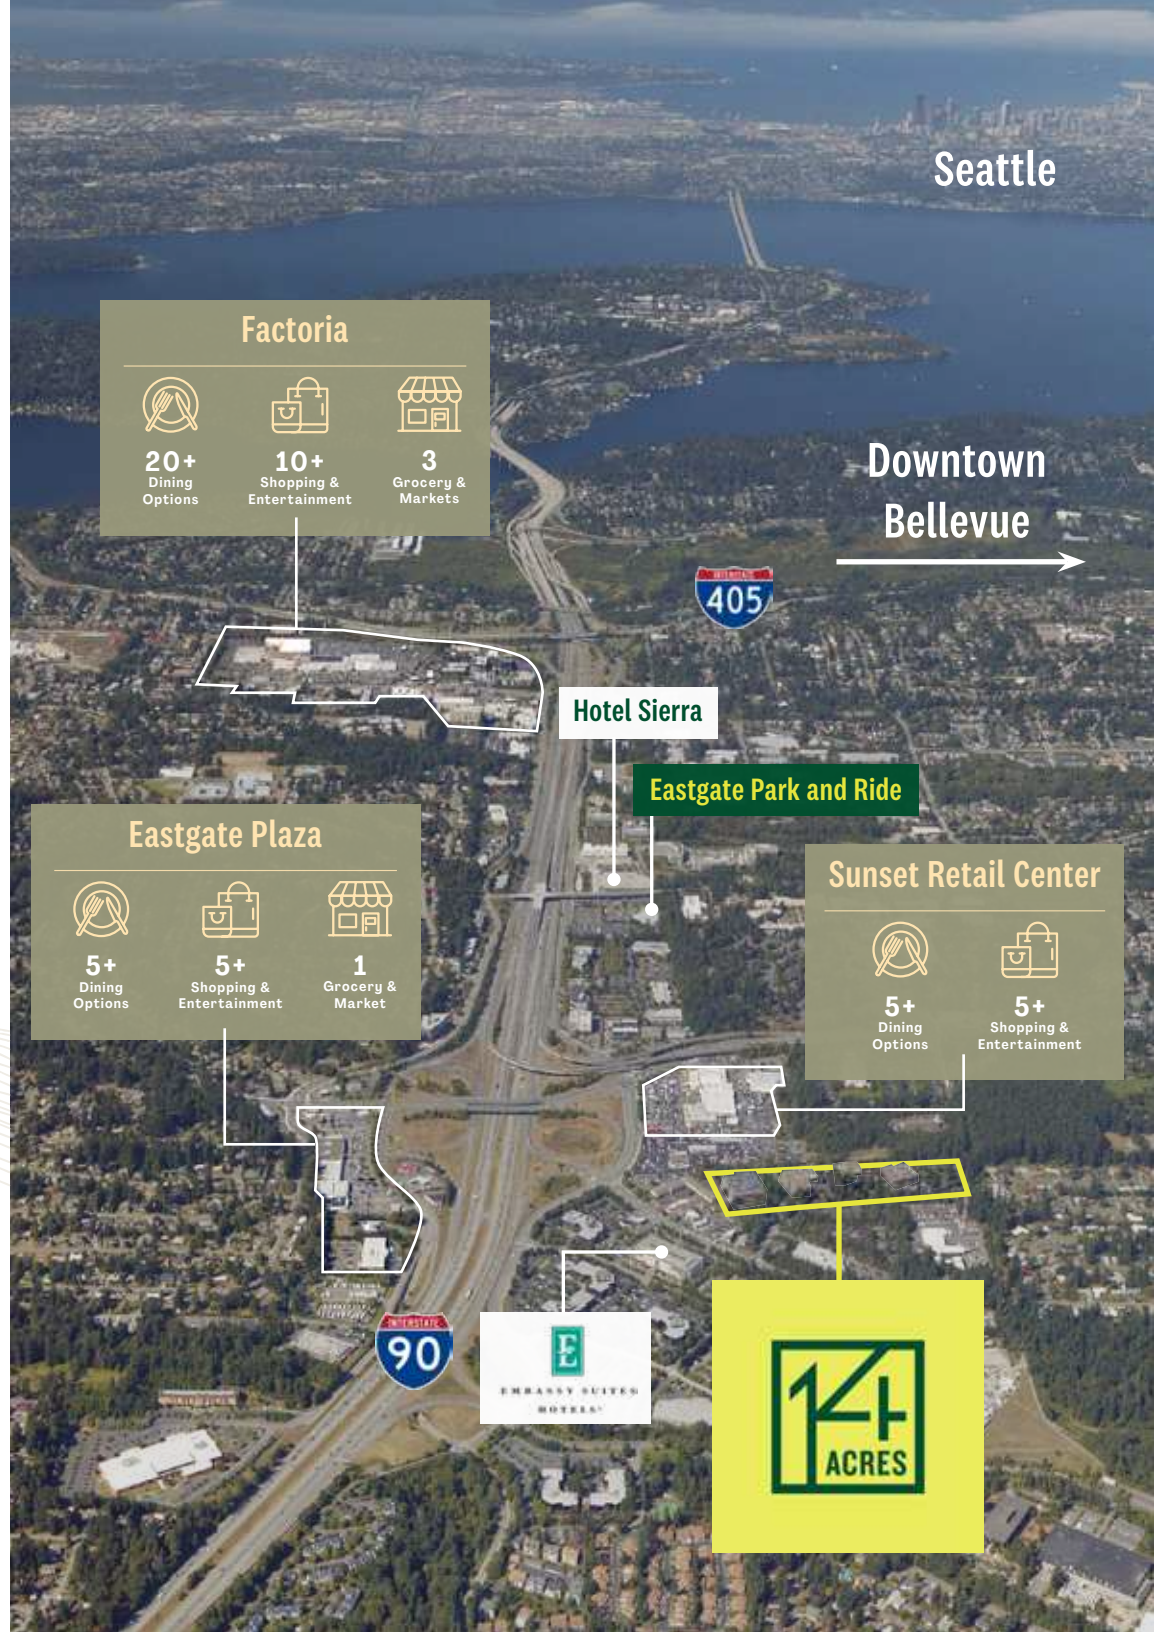 Seattle
Factoria
20+
Dining
Options
10+
Shopping &
Entertainment
3
Grocery &
Markets
Downtown
Bellevue
INTERSTATE
405
Hotel Sierra
Eastgate Park and Ride
Eastgate Plaza
5+
Dining
Options
5+
Shopping &
Entertainment
1
Grocery &
Market
Sunset Retail Center
5+
Dining
Options
5+
Shopping &
Entertainment
INTERSTATE
90
E
EMBASSY SUITES
HOTELS
14
ACRES